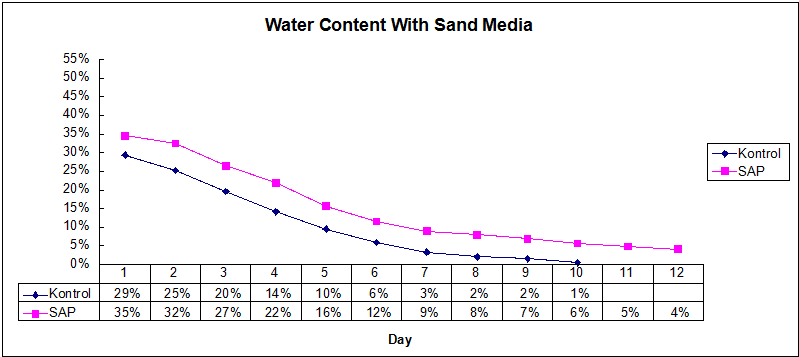 Water Content With Sand Media
55%
50%
45%
40%
35%
30%
25%
20%
15%
10%
5%
0%
Kontrol
SAP
1 2 3 4 5 6 7 8 9 10 11 12
Kontrol 29% 25% 20% 14% 10% 6% 3% 2% 2% 1%
SAP 35% 32% 27% 22% 16% 12% 9% 8% 7% 6% 5% 4%
Day